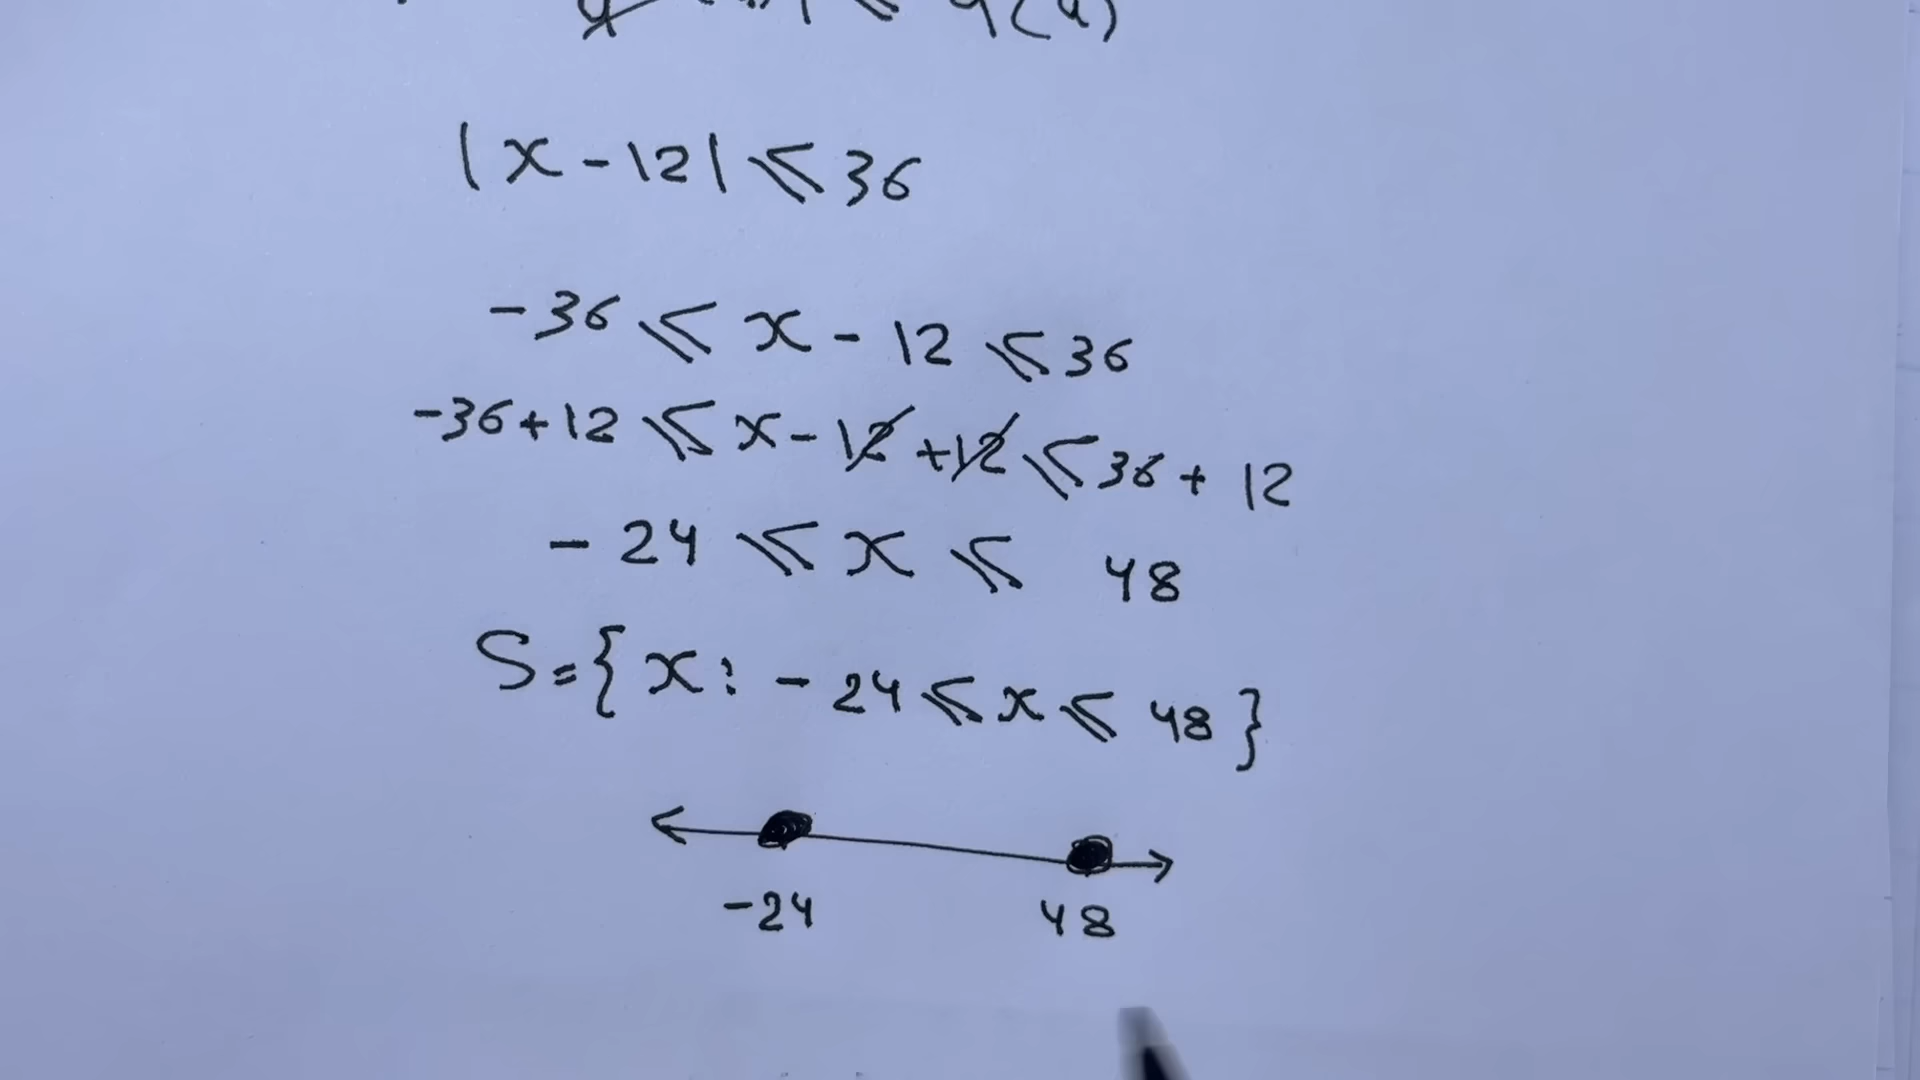 |x - 12| ≤ 36
-36 ≤ x - 12 ≤ 36
-36+12 ≤ x - 12 +12 ≤ 36 + 12
- 24 ≤ x ≤ 48
S={x: - 24 ≤ x ≤ 48}
-24 48